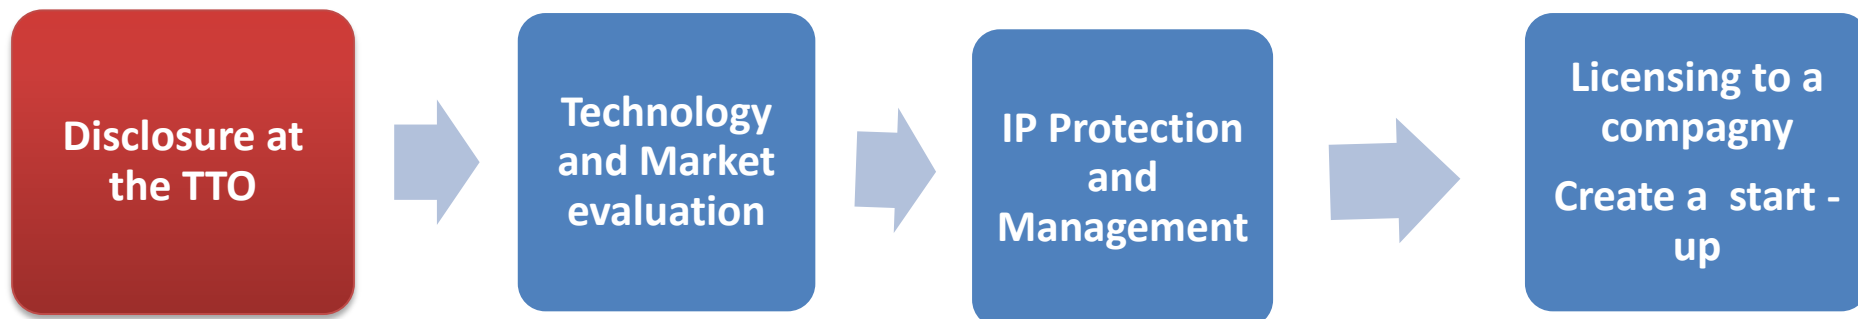 Disclosure at
the TTO
Technology
and Market
evaluation
IP Protection
and
Management
Licensing to a
compagny
Create a  start -
up